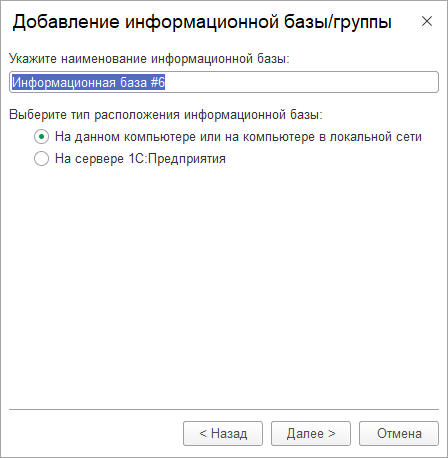 Добавление информационной базы/группы
Укажите наименование информационной базы:
Информационная база #6
Выберите тип расположения информационной базы:
На данном компьютере или на компьютере в локальной сети
На сервере 1С:Предприятия
< Назад
Далее >
Отмена